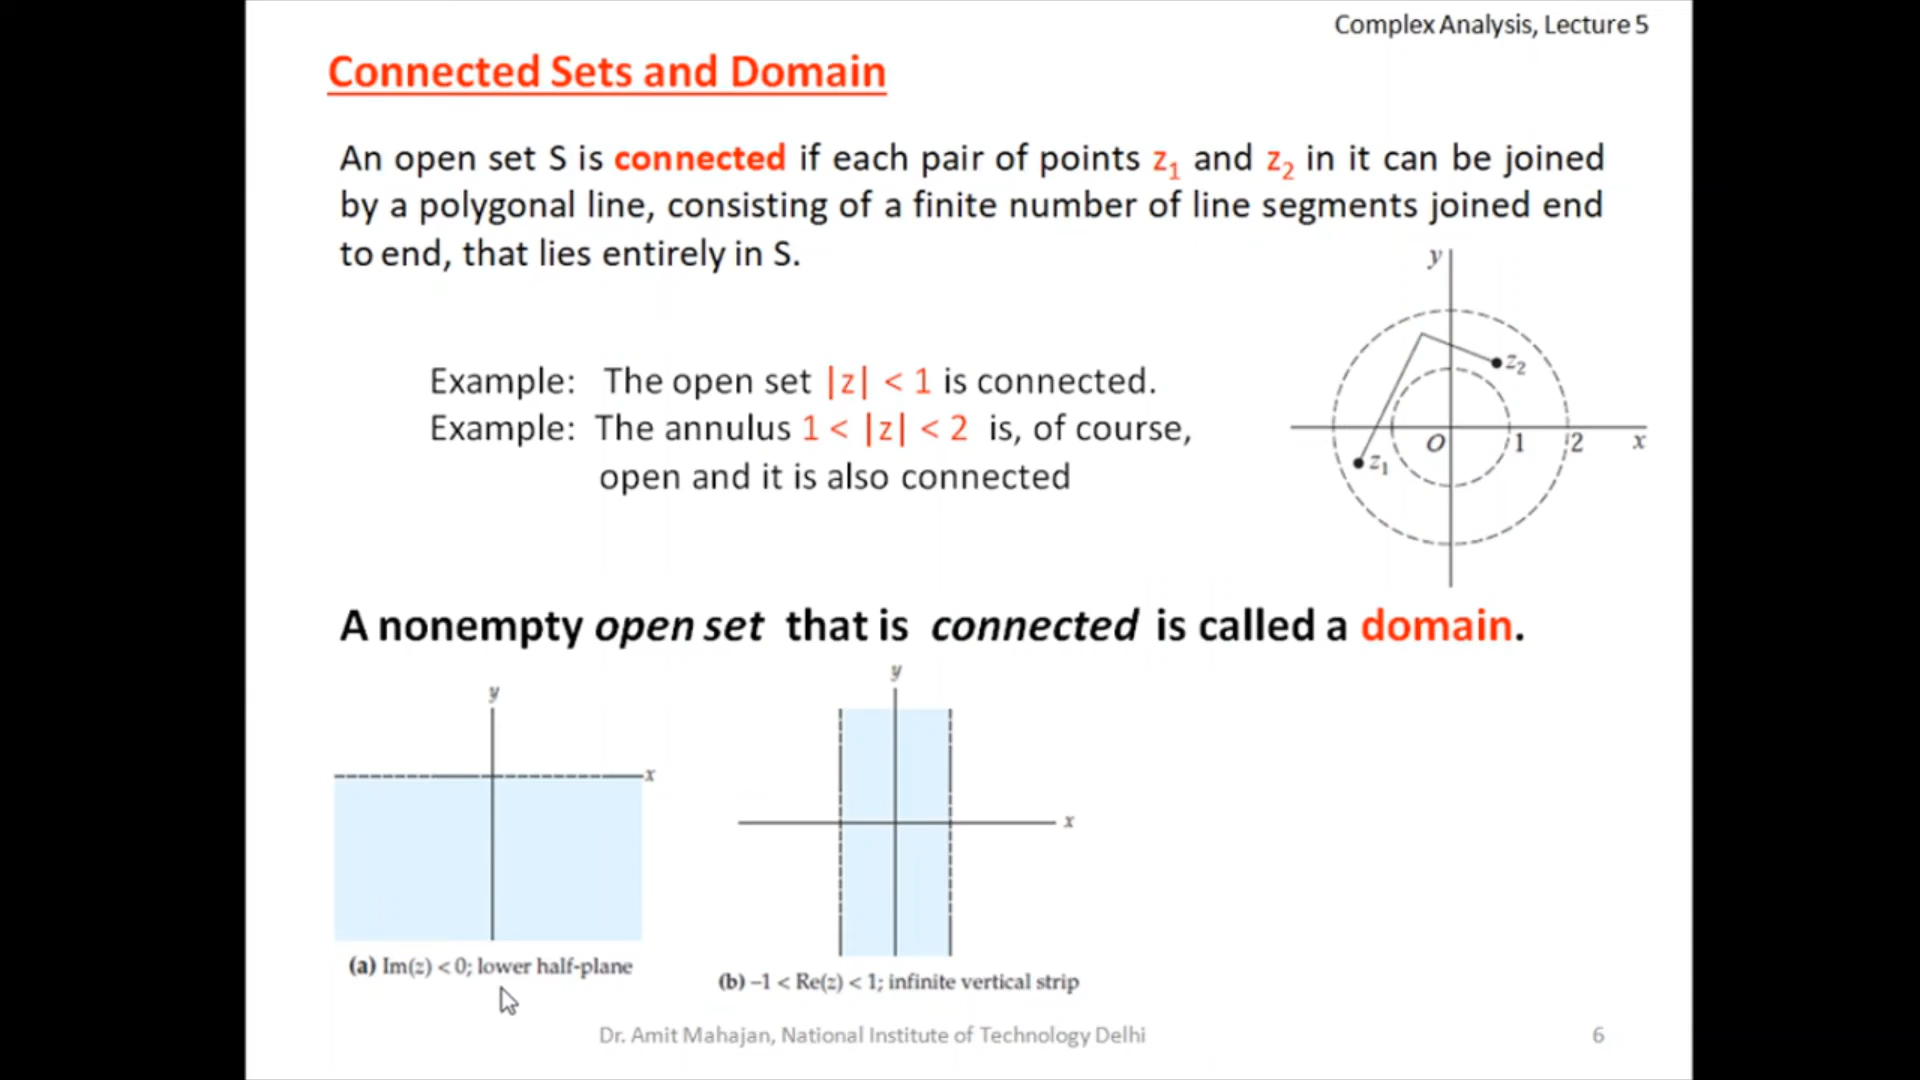 Complex Analysis, Lecture 5
Connected Sets and Domain
An open set S is connected if each pair of points z₁ and z₂ in it can be joined
by a polygonal line, consisting of a finite number of line segments joined end
to end, that lies entirely in S.
y
z₂
Example: The open set |z| < 1 is connected.
Example: The annulus 1 < |z| < 2 is, of course,
open and it is also connected
O 1 2 x
z₁
A nonempty open set that is connected is called a domain.
y
x
(a) Im(z) < 0; lower half-plane
y
x
(b) –1 < Re(z) < 1; infinite vertical strip
Dr. Amit Mahajan, National Institute of Technology Delhi
6